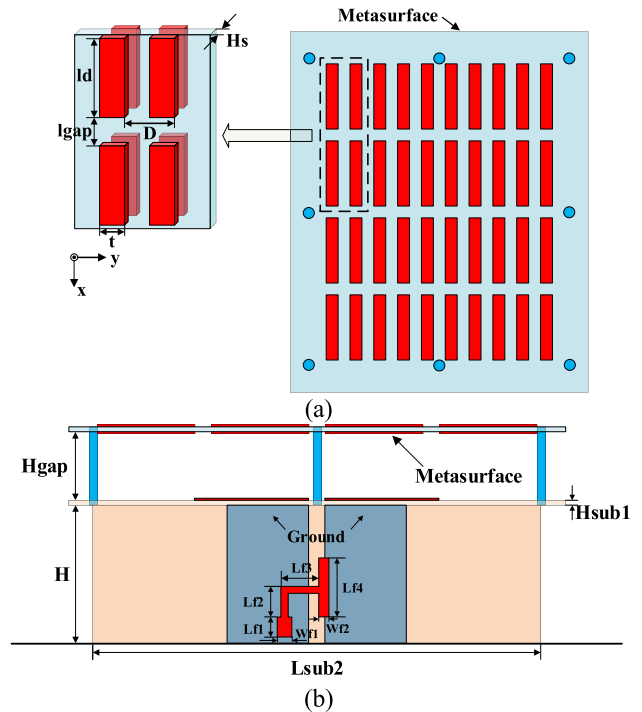 Metasurface
Hs
ld
lgap
D
t
y
x
(a)
Hgap
Metasurface
Hsub1
Ground
H
Lf3
Lf4
Lf2
Lf1
Wf1
Wf2
Lsub2
(b)